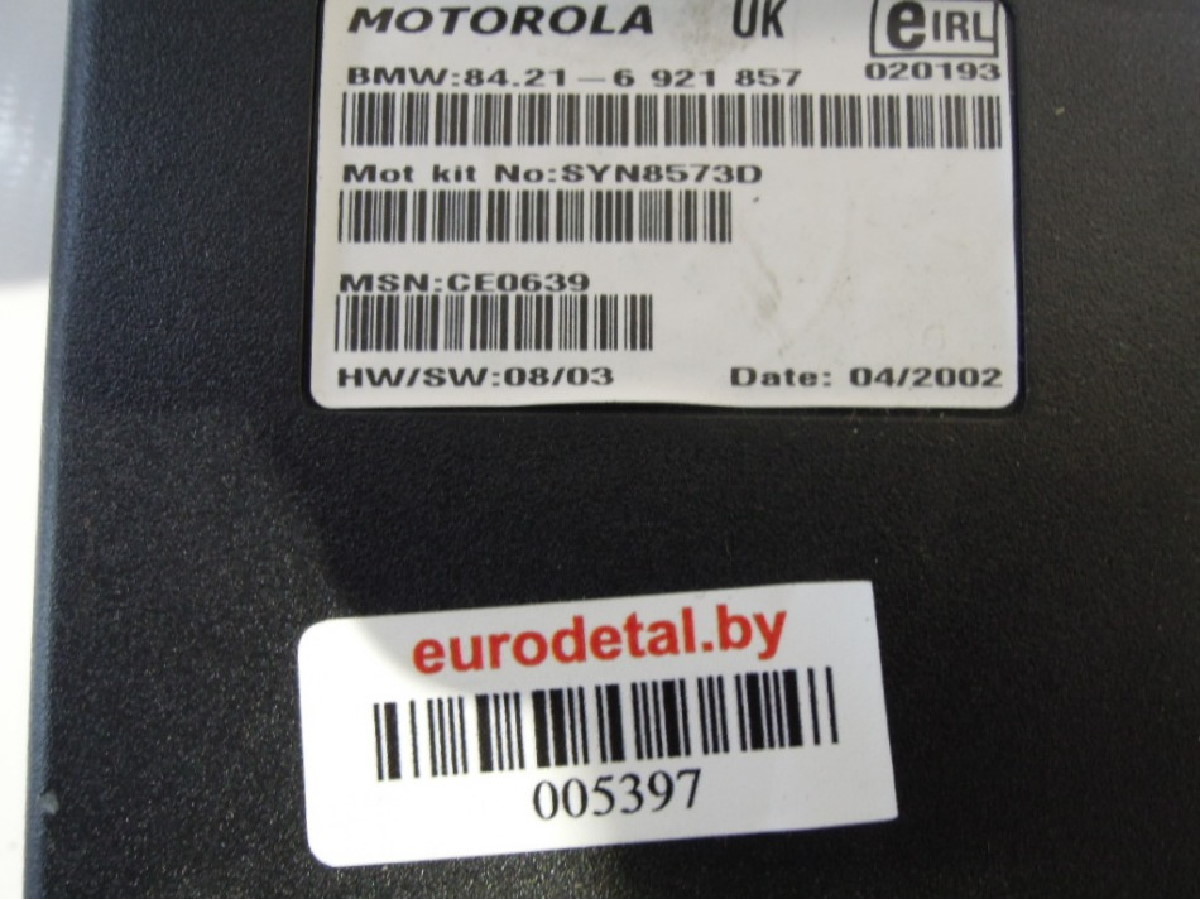 MOTOROLA UK e IRL
BMW:84.21-6 921 857 020193
Mot kit No:SYN8573D
MSN:CE0639
HW/SW:08/03 Date: 04/2002
eurodetal.by
005397